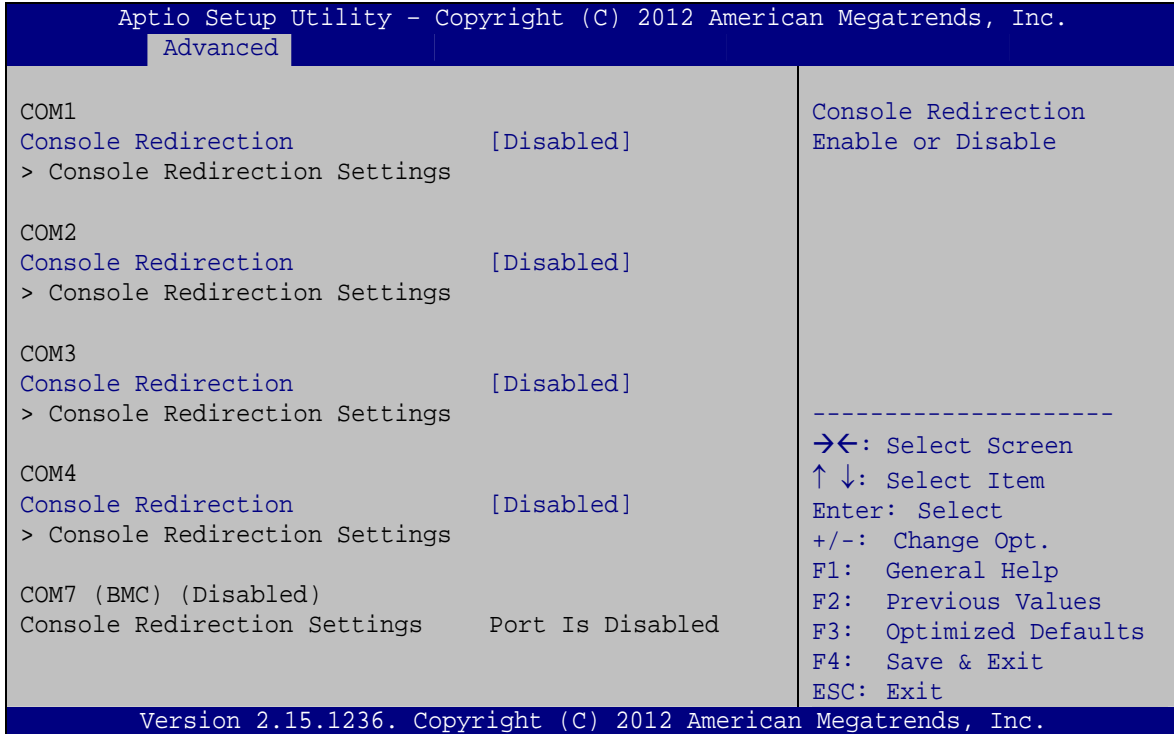 Aptio Setup Utility – Copyright (C) 2012 American Megatrends, Inc.
Advanced
COM1
Console Redirection [Disabled]
> Console Redirection Settings
COM2
Console Redirection [Disabled]
> Console Redirection Settings
COM3
Console Redirection [Disabled]
> Console Redirection Settings
COM4
Console Redirection [Disabled]
> Console Redirection Settings
COM7 (BMC) (Disabled)
Console Redirection Settings Port Is Disabled
Console Redirection
Enable or Disable
---------------------
→←: Select Screen
↑ ↓: Select Item
Enter: Select
+/-: Change Opt.
F1: General Help
F2: Previous Values
F3: Optimized Defaults
F4: Save & Exit
ESC: Exit
Version 2.15.1236. Copyright (C) 2012 American Megatrends, Inc.